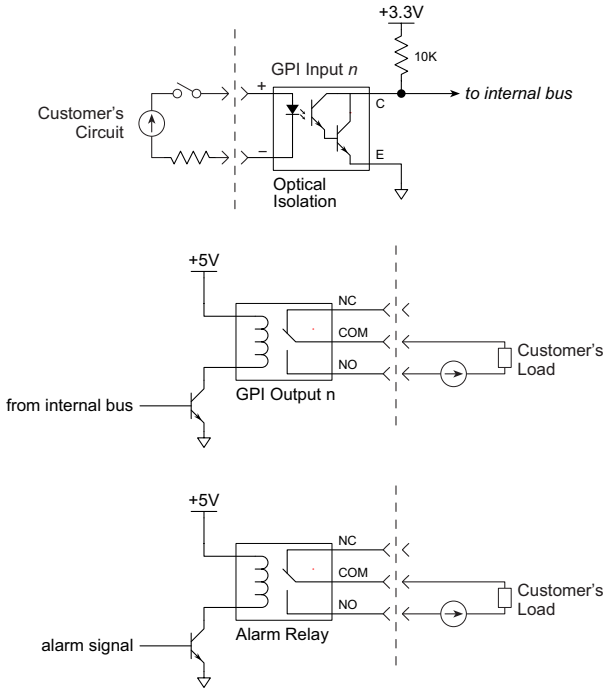 +3.3V
10K
GPI Input n
+
C
to internal bus
Customer's
Circuit
–
E
Optical
Isolation
+5V
NC
COM
NO
Customer's
Load
GPI Output n
from internal bus
+5V
NC
COM
NO
Customer's
Load
Alarm Relay
alarm signal